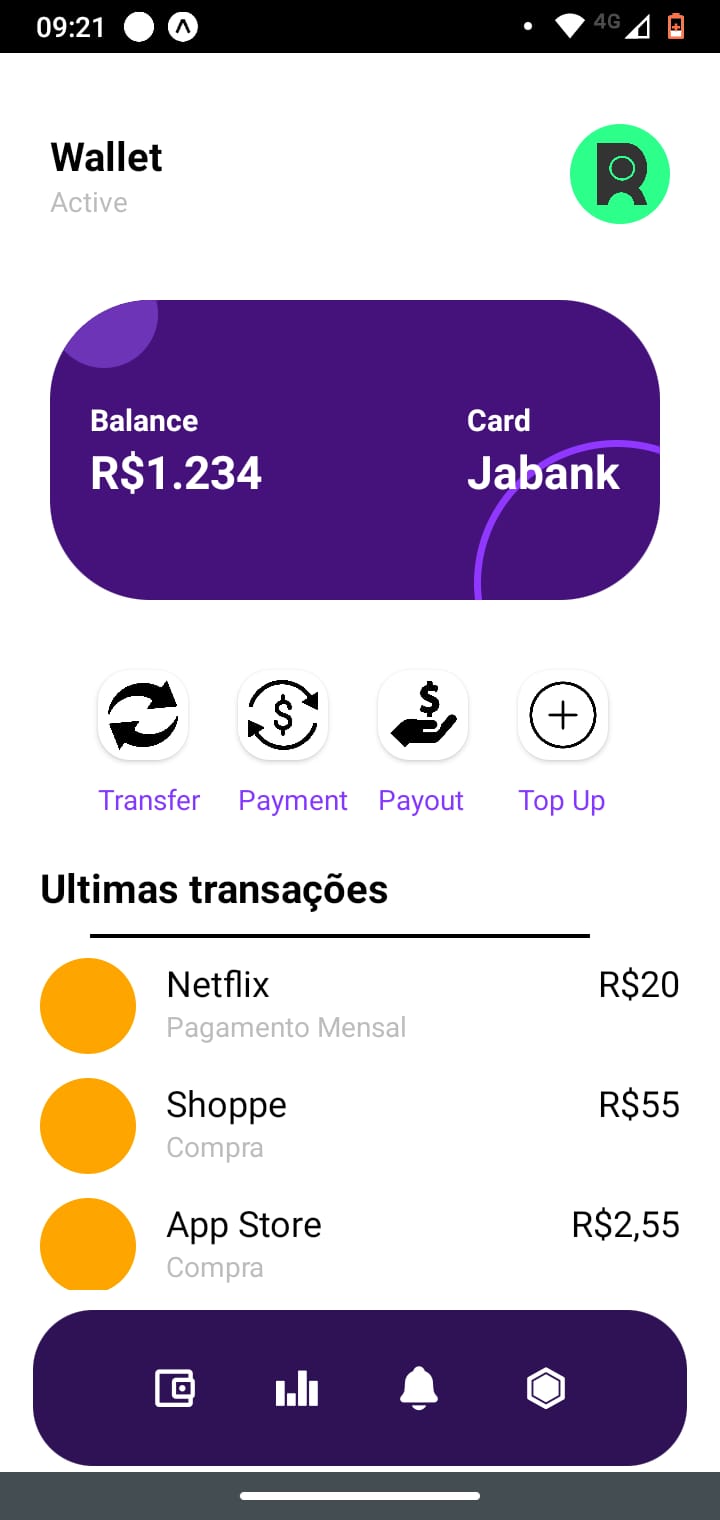 09:21 4G
Wallet
Active
Balance Card
R$1.234 Jabank
Transfer Payment Payout Top Up
Ultimas transações
Netflix R$20
Pagamento Mensal
Shoppe R$55
Compra
App Store R$2,55
Compra